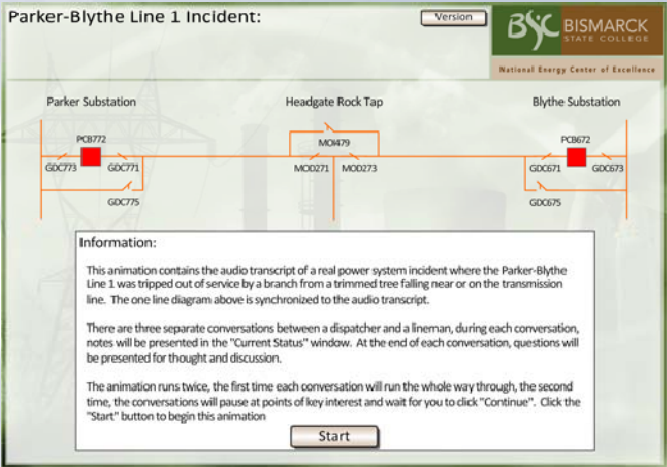 Parker-Blythe Line 1 Incident:
Version
BSC BISMARCK
STATE COLLEGE
National Energy Center of Excellence
Parker Substation
Headgate Rock Tap
Blythe Substation
PCB772
MOI479
PCB672
GDC773
GDC771
MOD271
MOD273
GDC671
GDC673
GDC775
GDC675
Information:
This animation contains the audio transcript of a real power system incident where the Parker-Blythe
Line 1 was tripped out of service by a branch from a trimmed tree falling near or on the transmission
line. The one line diagram above is synchronized to the audio transcript.
There are three separate conversations between a dispatcher and a lineman, during each conversation,
notes will be presented in the "Current Status" window. At the end of each conversation, questions will
be presented for thought and discussion.
The animation runs twice, the first time each conversation will run the whole way through, the second
time, the conversations will pause at points of key interest and wait for you to click "Continue". Click the
"Start" button to begin this animation
Start